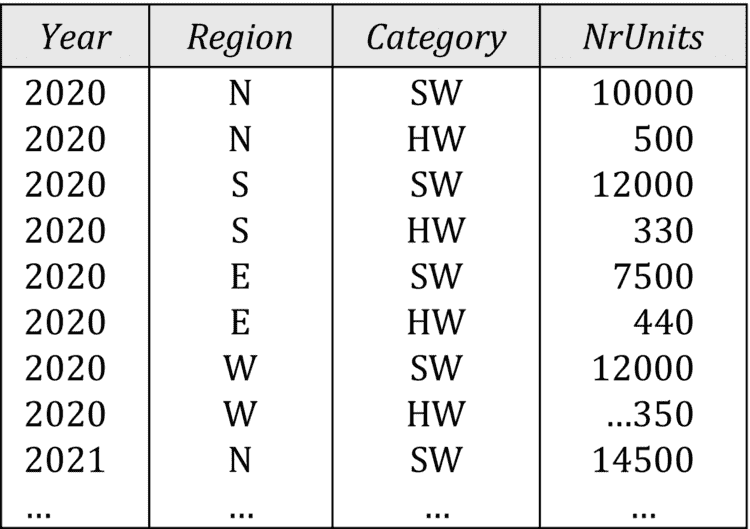 Year Region Category NrUnits
2020 N SW 10000
2020 N HW 500
2020 S SW 12000
2020 S HW 330
2020 E SW 7500
2020 E HW 440
2020 W SW 12000
2020 W HW ...350
2021 N SW 14500
... ... ... ...